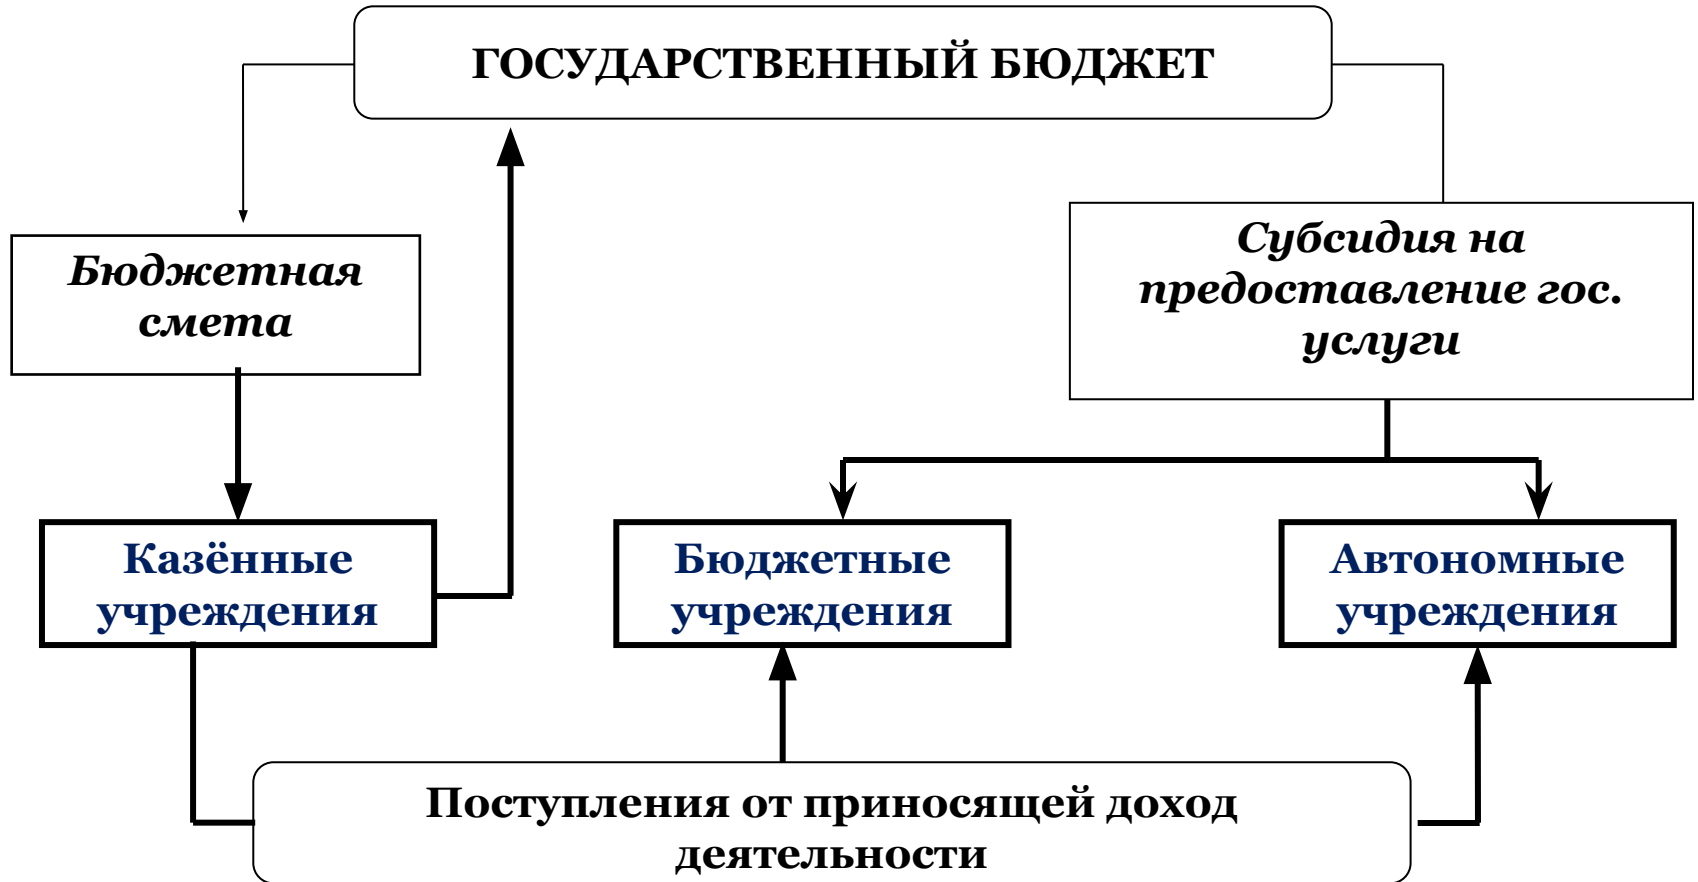 ГОСУДАРСТВЕННЫЙ БЮДЖЕТ
Бюджетная
смета
Субсидия на
предоставление гос.
услуги
Казённые
учреждения
Бюджетные
учреждения
Автономные
учреждения
Поступления от приносящей доход
деятельности